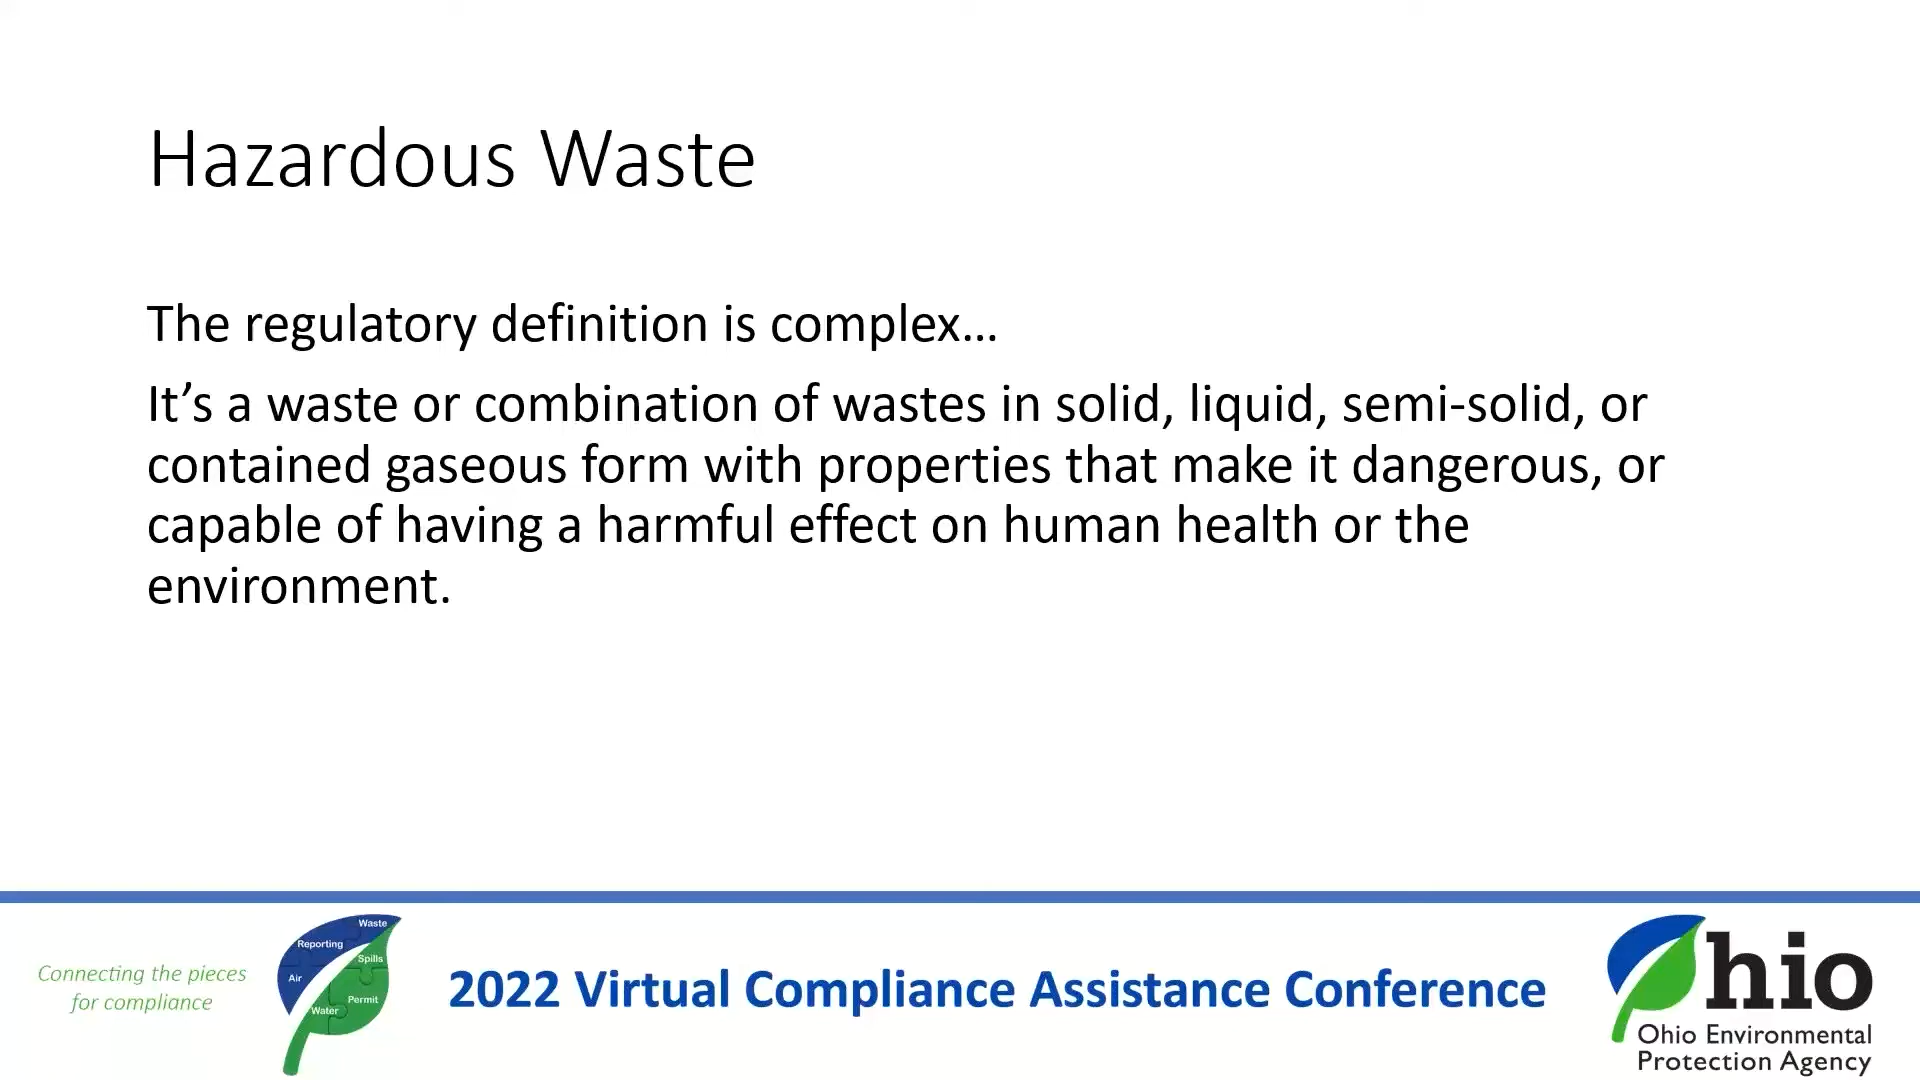 Hazardous Waste
The regulatory definition is complex...
It’s a waste or combination of wastes in solid, liquid, semi-solid, or
contained gaseous form with properties that make it dangerous, or
capable of having a harmful effect on human health or the
environment.
Connecting the pieces
for compliance
Waste
Reporting
Spills
Air
Permit
Water
2022 Virtual Compliance Assistance Conference
Ohio
Ohio Environmental
Protection Agency